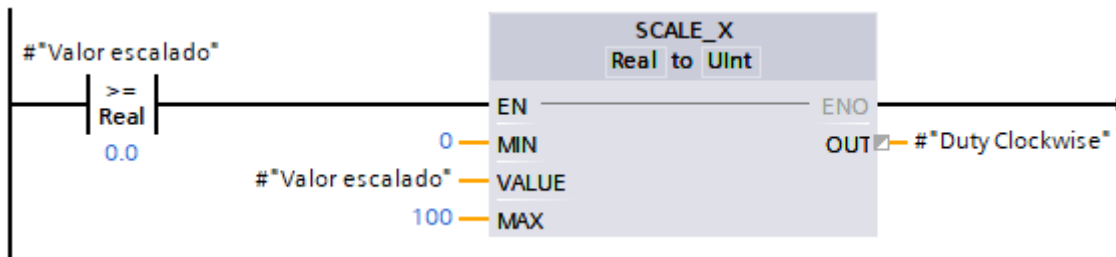 SCALE_X
Real to UInt
#"Valor escalado"
>=
Real
0.0
EN ENO
0 MIN OUT #"Duty Clockwise"
#"Valor escalado" VALUE
100 MAX